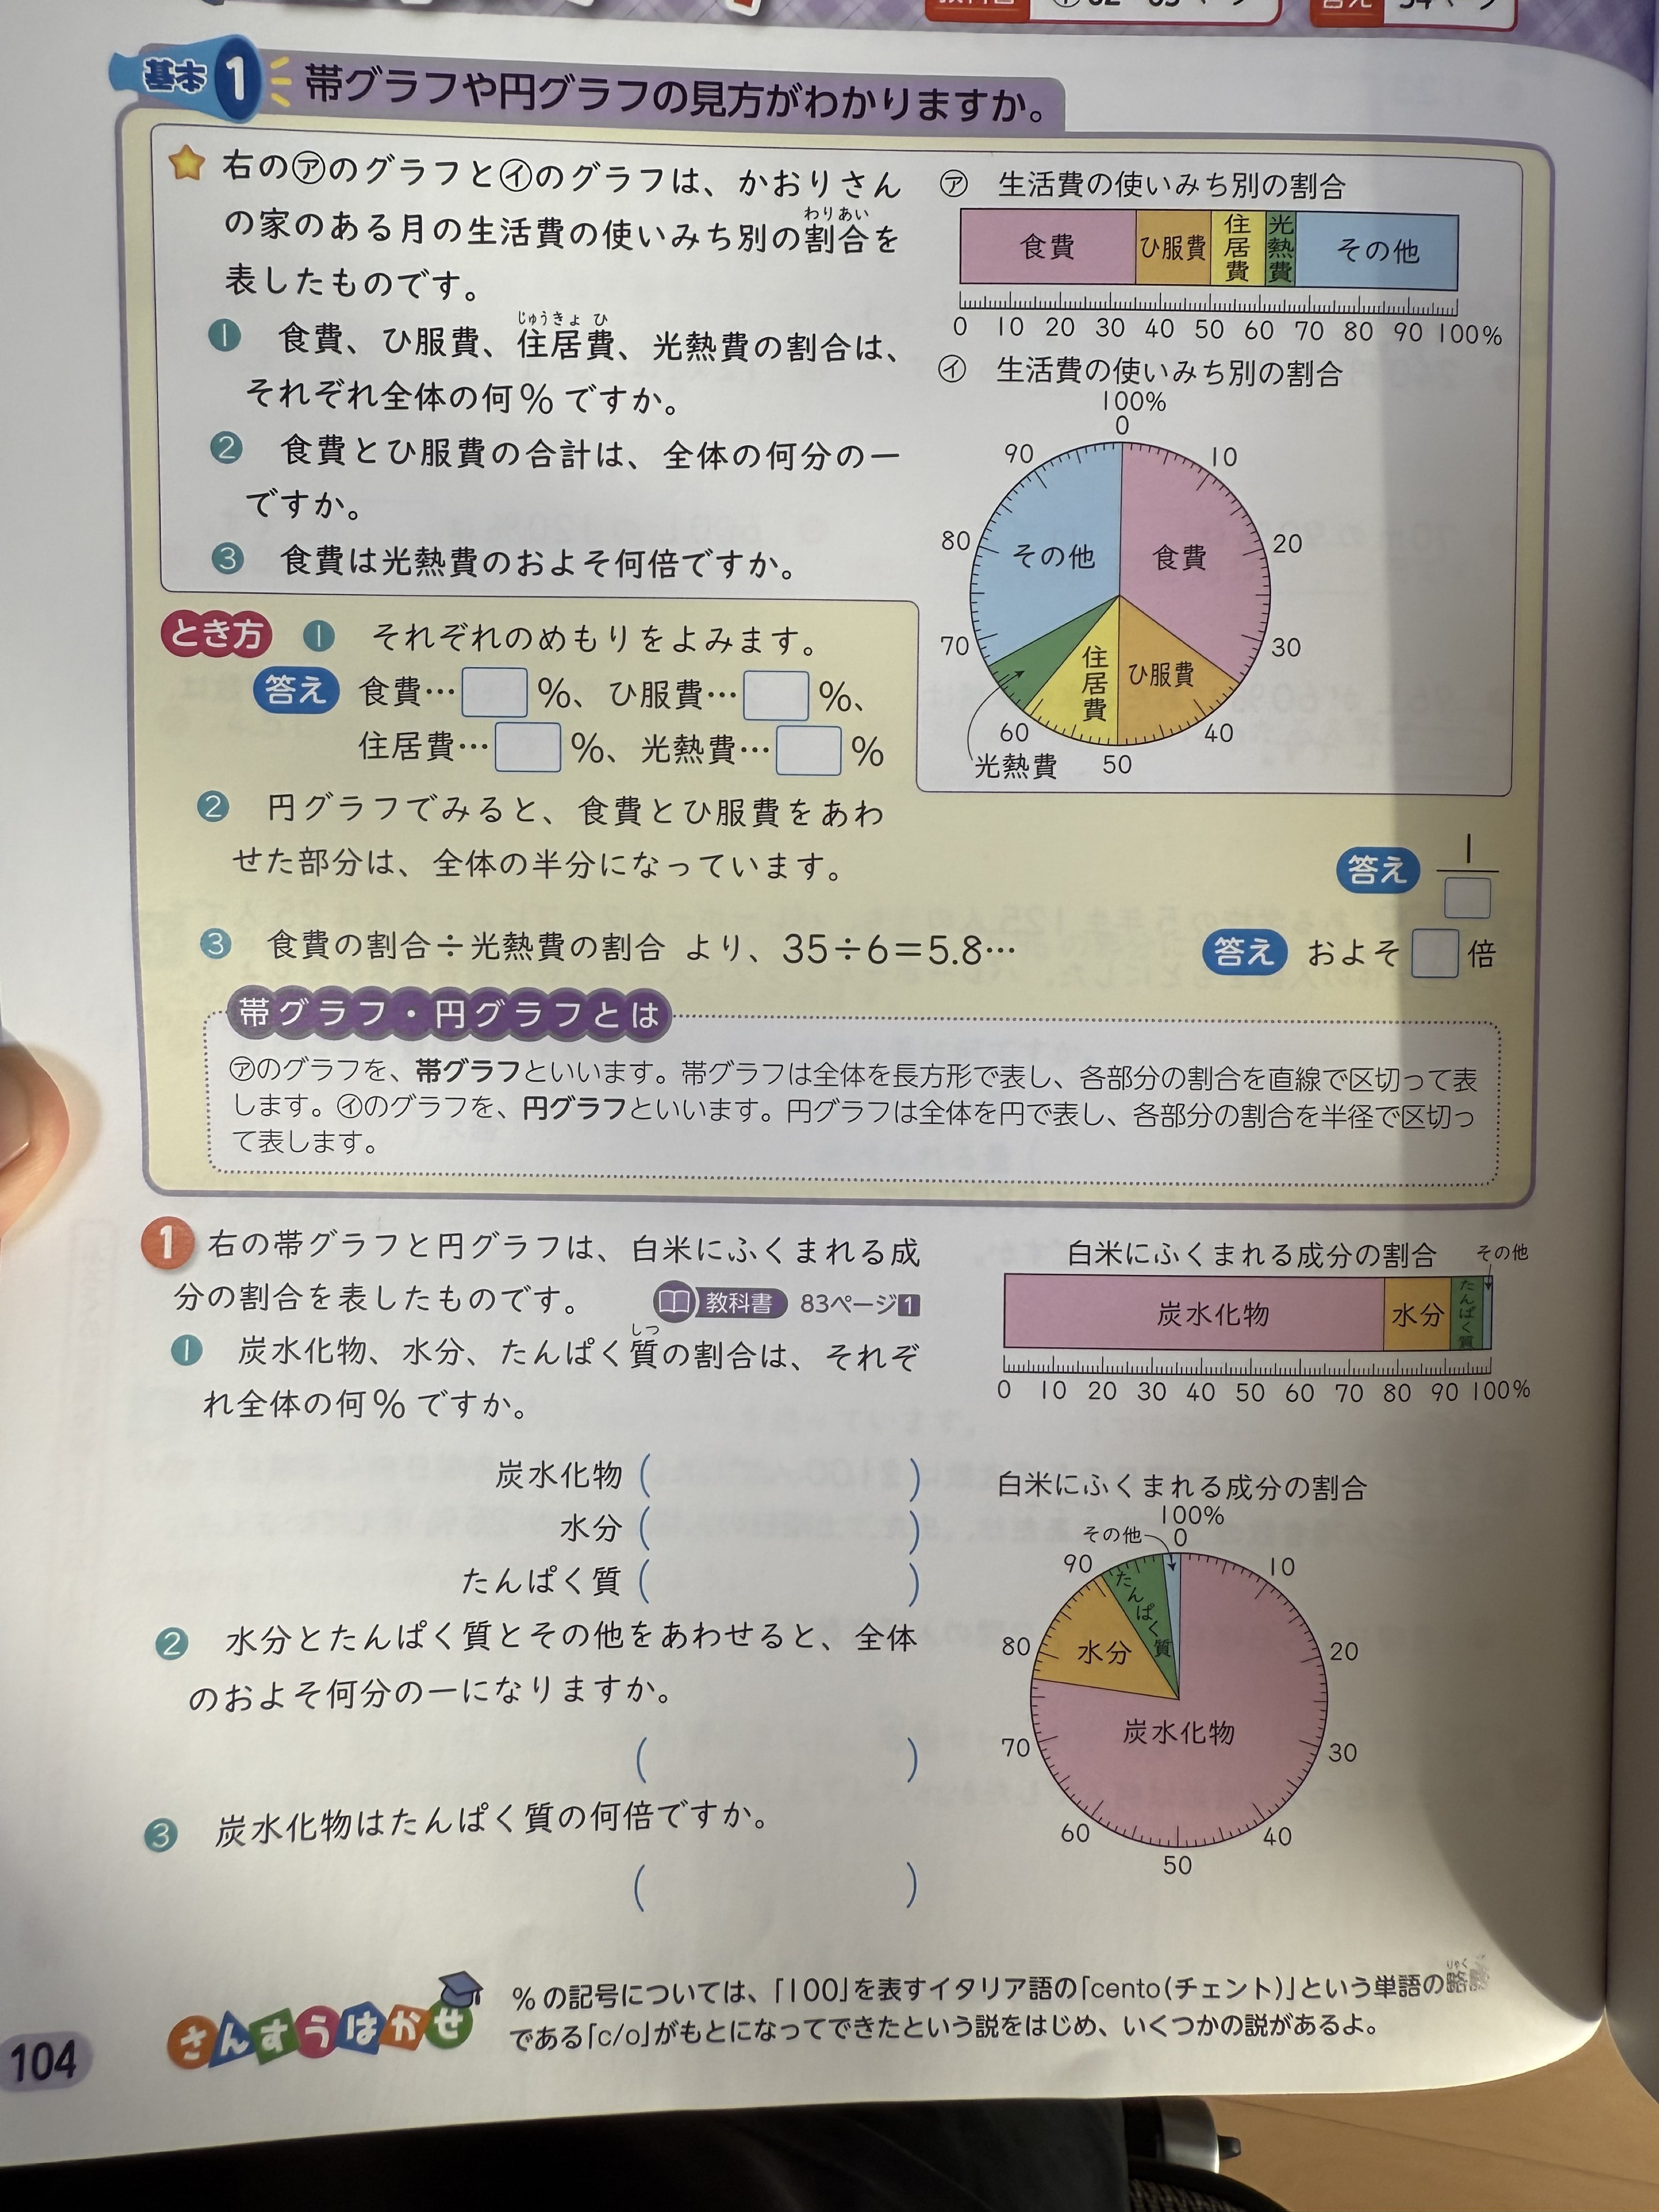 基本 1 帯グラフや円グラフの見方がわかりますか。
右の㋐のグラフと㋑のグラフは、かおりさん
の家のある月の生活費の使いみち別の割合を
わりあい
表したものです。
1 食費、ひ服費、住居費、光熱費の割合は、
じゅうきょひ
それぞれ全体の何%ですか。
2 食費とひ服費の合計は、全体の何分の一
ですか。
3 食費は光熱費のおよそ何倍ですか。
㋐ 生活費の使いみち別の割合
食費 ひ服費 住居費 光熱費 その他
0 10 20 30 40 50 60 70 80 90 100%
㋑ 生活費の使いみち別の割合
100%
0
90 10
80 その他 食費 20
70 住居費 ひ服費 30
60 40
光熱費 50
とき方 1 それぞれのめもりをよみます。
答え 食費… %、ひ服費… %、
住居費… %、光熱費… %
2 円グラフでみると、食費とひ服費をあわ
せた部分は、全体の半分になっています。
答え 1
3 食費の割合÷光熱費の割合 より、35÷6=5.8…
答え およそ 倍
帯グラフ・円グラフとは
㋐のグラフを、帯グラフといいます。帯グラフは全体を長方形で表し、各部分の割合を直線で区切って表
します。㋑のグラフを、円グラフといいます。円グラフは全体を円で表し、各部分の割合を半径で区切っ
て表します。
1 右の帯グラフと円グラフは、白米にふくまれる成
分の割合を表したものです。 教科書 83ページ1
1 炭水化物、水分、たんぱく質の割合は、それぞ
しつ
れ全体の何%ですか。
炭水化物 ( )
水分 ( )
たんぱく質 ( )
2 水分とたんぱく質とその他をあわせると、全体
のおよそ何分の一になりますか。
( )
3 炭水化物はたんぱく質の何倍ですか。
( )
白米にふくまれる成分の割合 その他
炭水化物 水分 たんぱく質
0 10 20 30 40 50 60 70 80 90 100%
白米にふくまれる成分の割合
100%
その他 0
90 10
たんぱく質
80 水分 20
炭水化物
70 30
60 40
50
さんすうはかせ
%の記号については、「100」を表すイタリア語の「cento(チェント)」という単語の
りゃく
である「c/o」がもとになってできたという説をはじめ、いくつかの説があるよ。
104